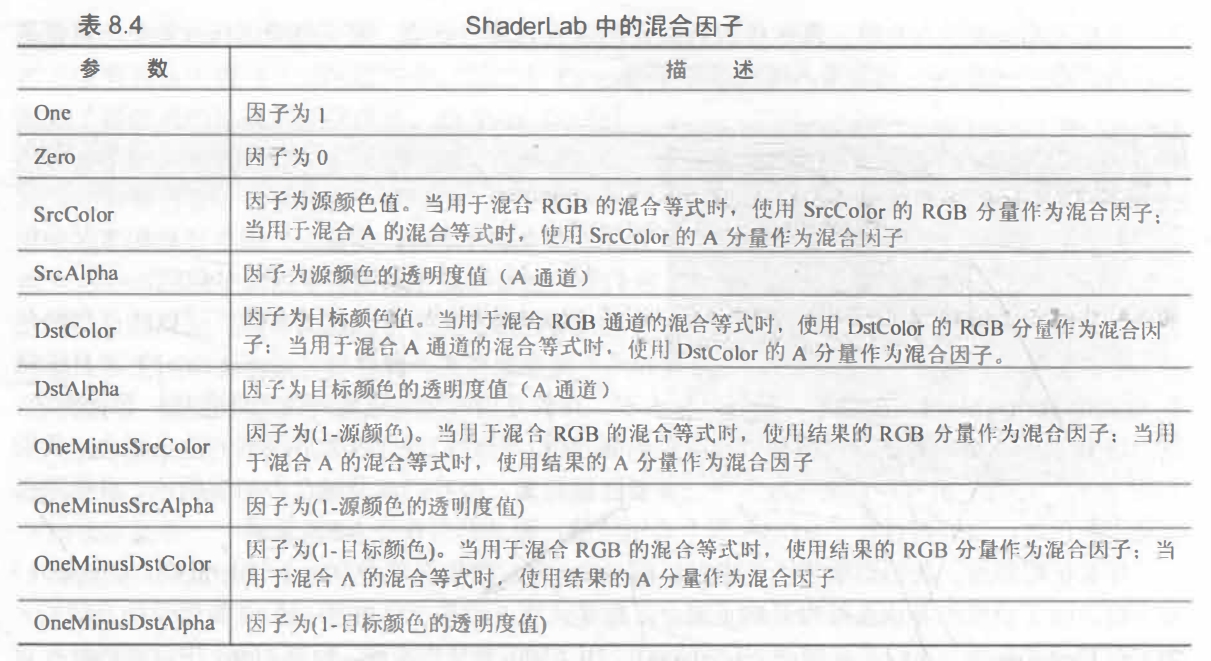 表 8.4 ShaderLab 中的混合因子
参 数 描 述
One 因子为 1
Zero 因子为 0
SrcColor 因子为源颜色值。当用于混合 RGB 的混合等式时，使用 SrcColor 的 RGB 分量作为混合因子；
当用于混合 A 的混合等式时，使用 SrcColor 的 A 分量作为混合因子
SrcAlpha 因子为源颜色的透明度值（A 通道）
DstColor 因子为目标颜色值。当用于混合 RGB 通道的混合等式时，使用 DstColor 的 RGB 分量作为混合因
子；当用于混合 A 通道的混合等式时，使用 DstColor 的 A 分量作为混合因子。
DstAlpha 因子为目标颜色的透明度值（A 通道）
OneMinusSrcColor 因子为(1-源颜色)。当用于混合 RGB 的混合等式时，使用结果的 RGB 分量作为混合因子；当用
于混合 A 的混合等式时，使用结果的 A 分量作为混合因子
OneMinusSrcAlpha 因子为(1-源颜色的透明度值)
OneMinusDstColor 因子为(1-目标颜色)。当用于混合 RGB 的混合等式时，使用结果的 RGB 分量作为混合因子；当
用于混合 A 的混合等式时，使用结果的 A 分量作为混合因子
OneMinusDstAlpha 因子为(1-目标颜色的透明度值)